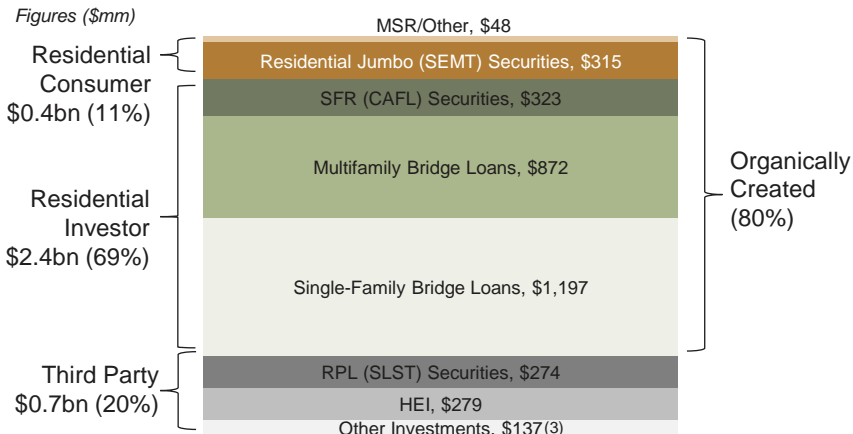 Figures ($mm)
MSR/Other, $48
Residential
Consumer
$0.4bn (11%)
Residential Jumbo (SEMT) Securities, $315
SFR (CAFL) Securities, $323
Multifamily Bridge Loans, $872
Residential
Investor
$2.4bn (69%)
Single-Family Bridge Loans, $1,197
Organically
Created
(80%)
Third Party
$0.7bn (20%)
RPL (SLST) Securities, $274
HEI, $279
Other Investments, $137(3)